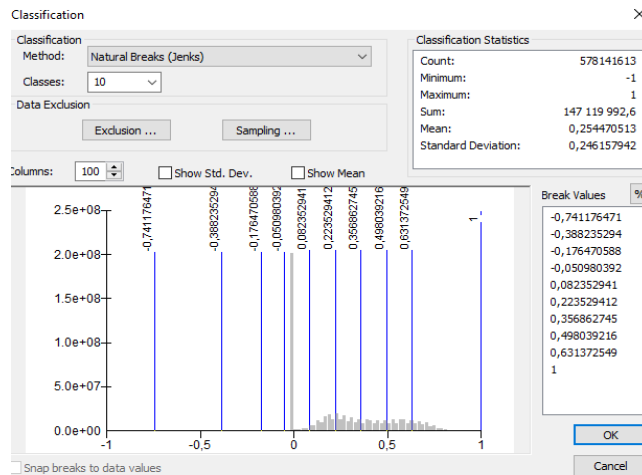 Classification
Classification
Method: Natural Breaks (Jenks)
Classes: 10
Data Exclusion
Exclusion ... Sampling ...
Columns: 100 Show Std. Dev. Show Mean
Classification Statistics
Count: 578141613
Minimum: -1
Maximum: 1
Sum: 147 119 992,6
Mean: 0,254470513
Standard Deviation: 0,246157942
Break Values %
-0,741176471
-0,388235294
-0,176470588
-0,050980392
0,082352941
0,223529412
0,356862745
0,498039216
0,631372549
1
-0,741176471 -0,388235294 -0,176470588 -0,050980392 0,082352941 0,223529412 0,356862745 0,498039216 0,631372549 1
2.5e+08
2.0e+08
1.5e+08
1.0e+08
5.0e+07
0.0e+00
-1 -0,5 0 0,5 1
Snap breaks to data values
OK
Cancel